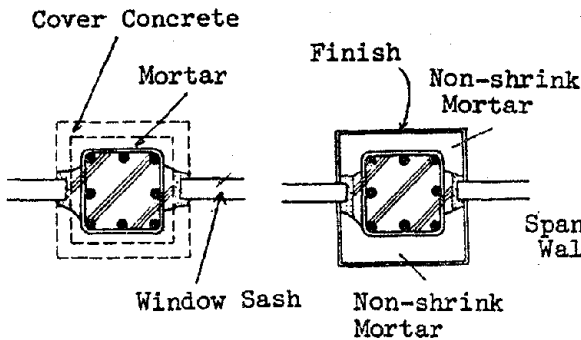 Cover Concrete
Mortar
Window Sash
Finish
Non-shrink
Mortar
Non-shrink
Mortar
Span
Wal